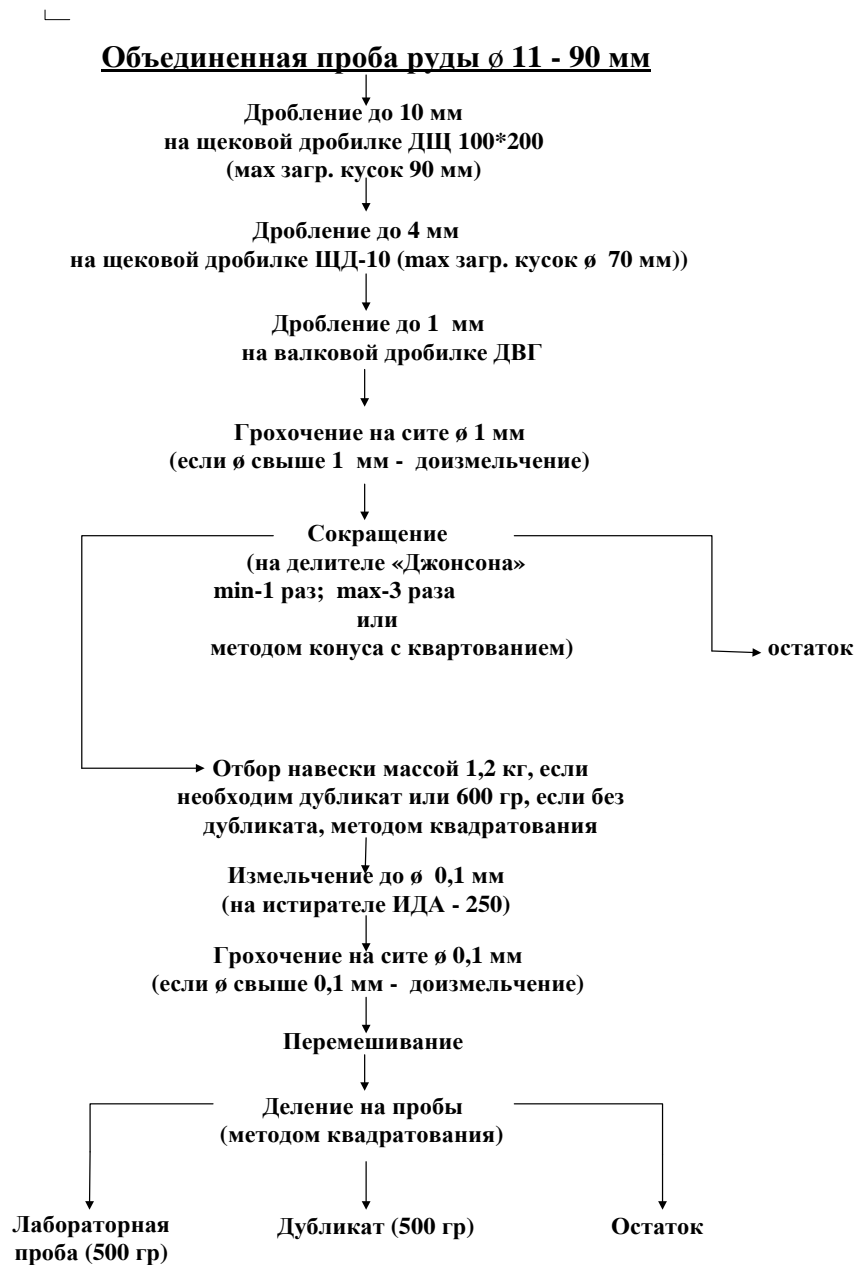 Объединенная проба руды ø 11 - 90 мм
Дробление до 10 мм
на щековой дробилке ДЩ 100*200
(мах загр. кусок 90 мм)
Дробление до 4 мм
на щековой дробилке ЩД-10 (max загр. кусок ø 70 мм))
Дробление до 1 мм
на валковой дробилке ДВГ
Грохочение на сите ø 1 мм
(если ø свыше 1 мм - доизмельчение)
Сокращение
(на делителе «Джонсона»
min-1 раз; max-3 раза
или
методом конуса с квартованием)
остаток
Отбор навески массой 1,2 кг, если
необходим дубликат или 600 гр, если без
дубликата, методом квадратования
Измельчение до ø 0,1 мм
(на истирателе ИДА - 250)
Грохочение на сите ø 0,1 мм
(если ø свыше 0,1 мм - доизмельчение)
Перемешивание
Деление на пробы
(методом квадратования)
Лабораторная
проба (500 гр)
Дубликат (500 гр)
Остаток